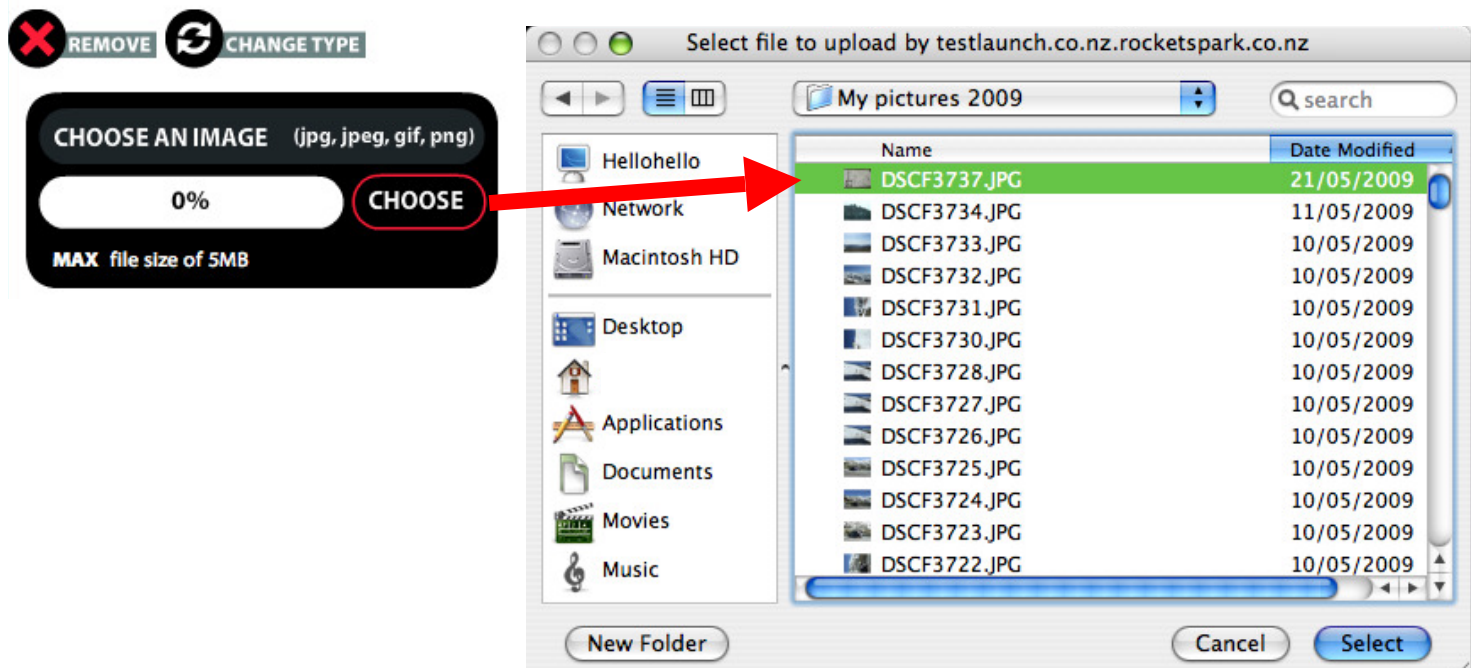 REMOVE CHANGE TYPE
CHOOSE AN IMAGE (jpg, jpeg, gif, png)
0% CHOOSE
MAX file size of 5MB
Select file to upload by testlaunch.co.nz.rocketspark.co.nz
My pictures 2009 search
Hellohello
Network
Macintosh HD
Desktop
Applications
Documents
Movies
Music
Name Date Modified
DSCF3737.JPG 21/05/2009
DSCF3734.JPG 11/05/2009
DSCF3733.JPG 10/05/2009
DSCF3732.JPG 10/05/2009
DSCF3731.JPG 10/05/2009
DSCF3730.JPG 10/05/2009
DSCF3728.JPG 10/05/2009
DSCF3727.JPG 10/05/2009
DSCF3726.JPG 10/05/2009
DSCF3725.JPG 10/05/2009
DSCF3724.JPG 10/05/2009
DSCF3723.JPG 10/05/2009
DSCF3722.JPG 10/05/2009
New Folder Cancel Select